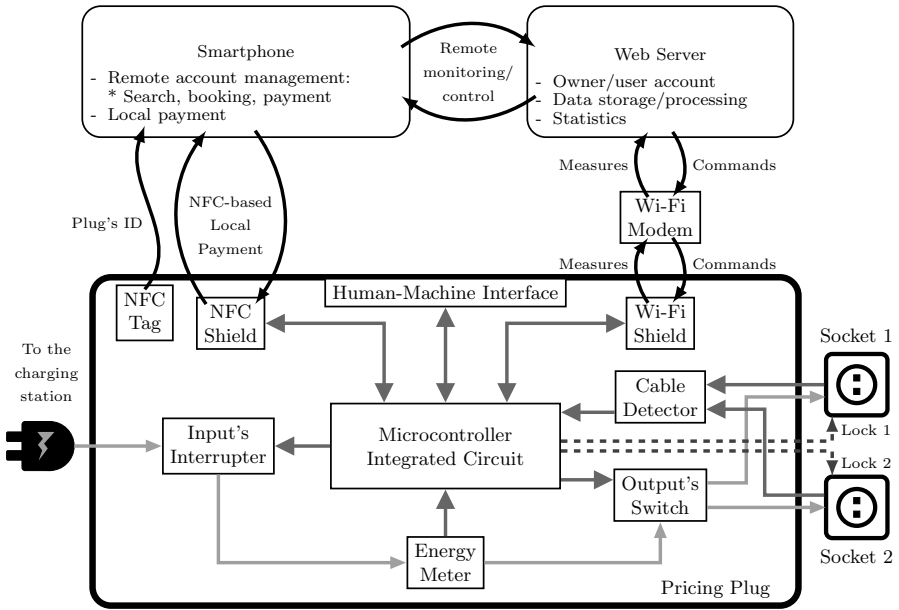 Smartphone
- Remote account management:
* Search, booking, payment
- Local payment
Remote
monitoring/
control
Web Server
- Owner/user account
- Data storage/processing
- Statistics
Measures
Commands
Wi-Fi
Modem
Measures
Commands
Plug's ID
NFC-based
Local
Payment
NFC
Tag
NFC
Shield
Human-Machine Interface
Wi-Fi
Shield
To the
charging
station
Input's
Interrupter
Microcontroller
Integrated Circuit
Cable
Detector
Output's
Switch
Energy
Meter
Socket 1
Lock 1
Lock 2
Socket 2
Pricing Plug